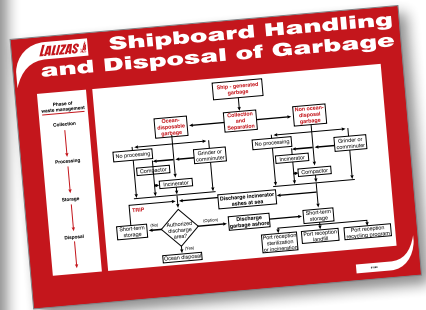 LALIZAS
Shipboard Handling
and Disposal of Garbage
Phase of
waste management
Collection
Processing
Storage
Disposal
Ship - generated
garbage
Ocean-
disposable
garbage
Collection
and
Separation
Non ocean-
disposal
garbage
No processing
Grinder or
comminuter
Compactor
Incinerator
No processing
Grinder or
comminuter
Incinerator
Compactor
Discharge incinerator
ashes at sea
TRIP
Short-term
storage
(No)
Authorized
discharge
area?
(Option)
Discharge
garbage ashore
Short-term
storage
(Yes)
Ocean disposal
Port reception
sterilization
or incineration
Port reception
landfill
Port reception
recycling program